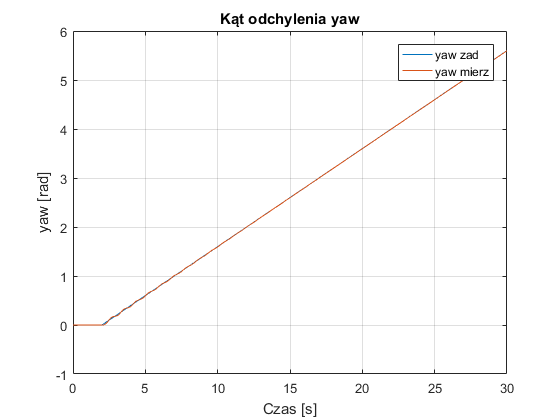 Kąt odchylenia yaw
6
5
4
3
2
1
0
-1
yaw [rad]
yaw zad
yaw mierz
0 5 10 15 20 25 30
Czas [s]